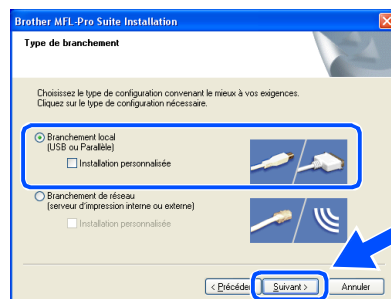 Brother MFL-Pro Suite Installation
Type de branchement
Choisissez le type de configuration convenant le mieux à vos exigences.
Cliquez sur le type de configuration nécessaire.
Branchement local
(USB ou Parallèle)
Installation personnalisée
Branchement de réseau
(serveur d'impression interne ou externe)
Installation personnalisée
< Précéden
Suivant >
Annuler